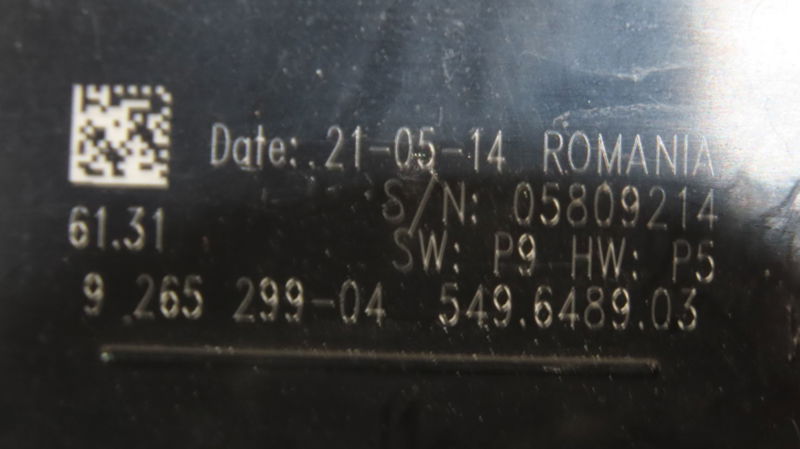 Date: 21-05-14 ROMANIA
S/N: 05809214
61.31
SW: P9 HW: P5
9 265 299-04 549.6489.03